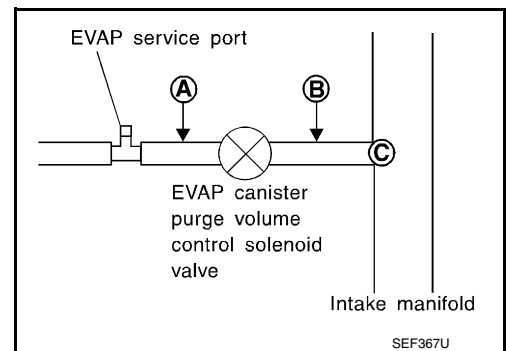 EVAP service port
A
B
C
EVAP canister
purge volume
control solenoid
valve
Intake manifold
SEF367U